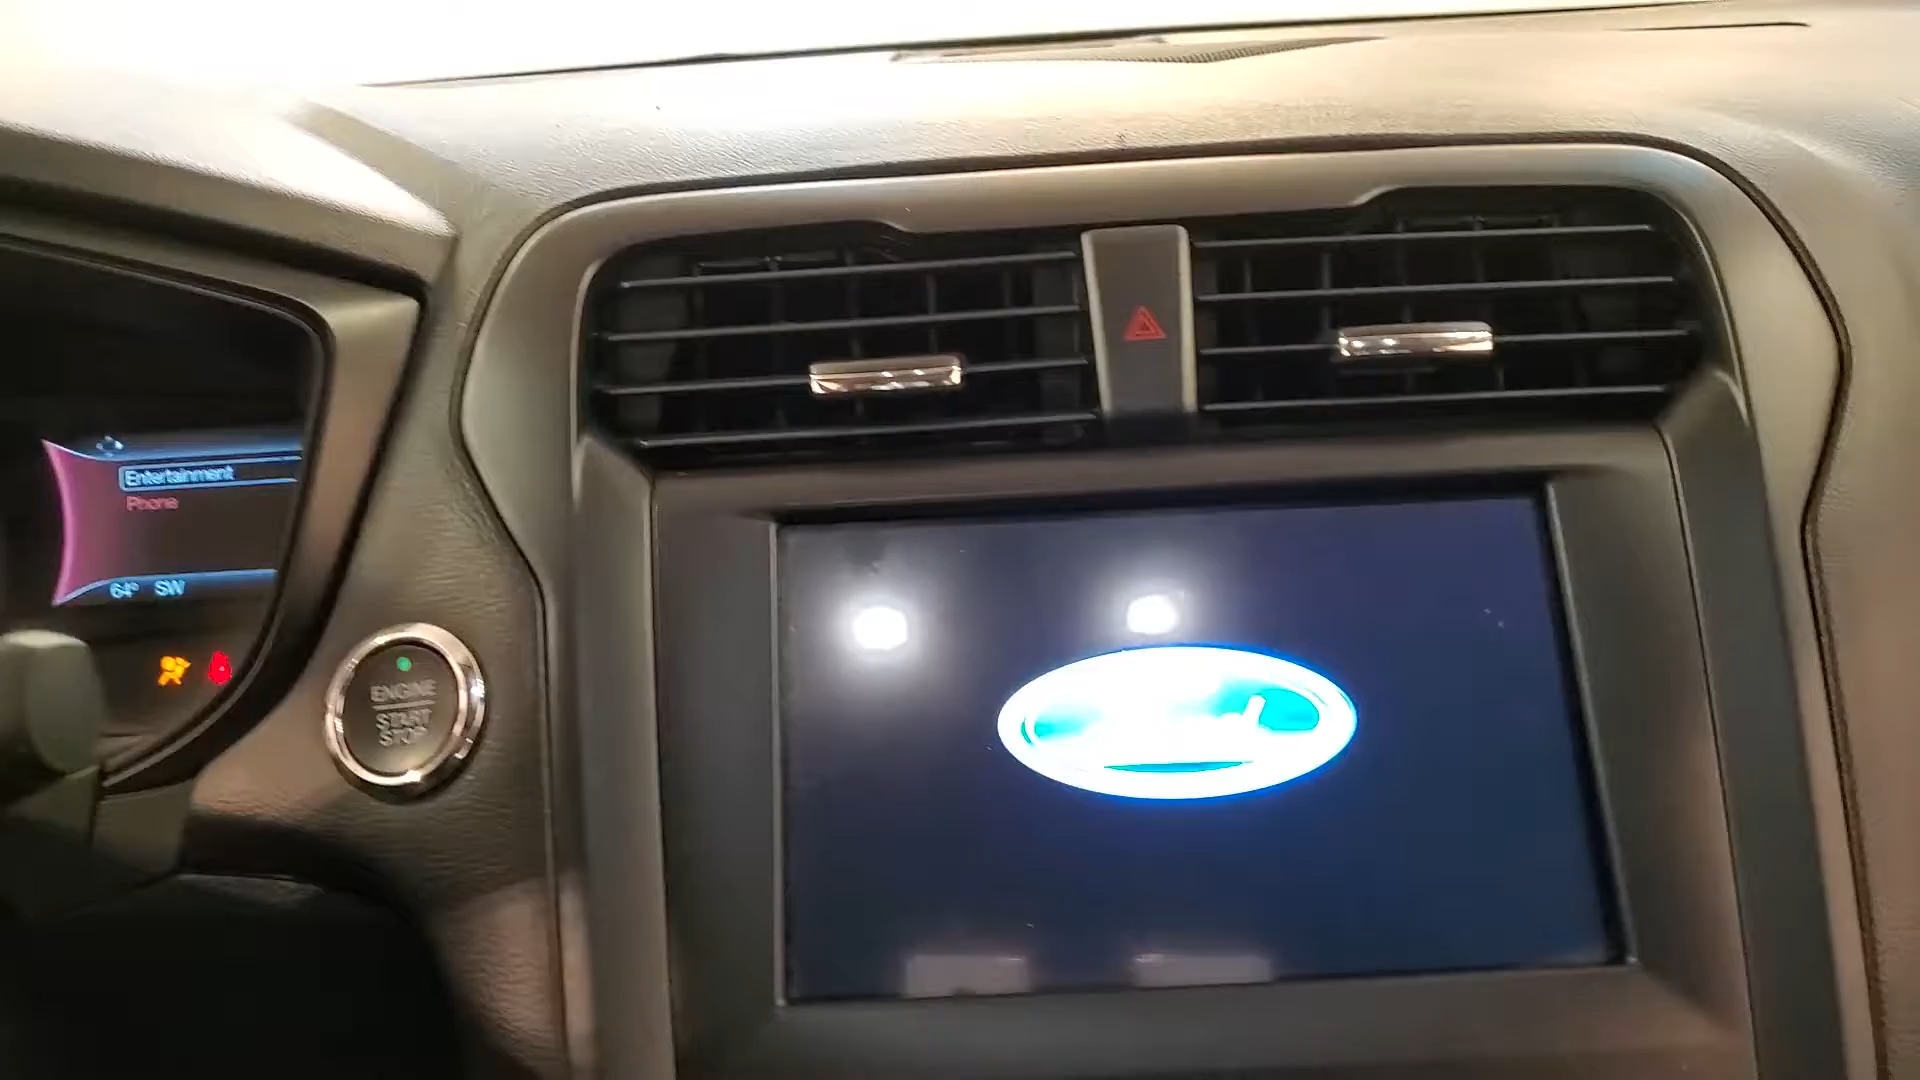 Entertainment
Phone
64° SW
ENGINE
START
STOP